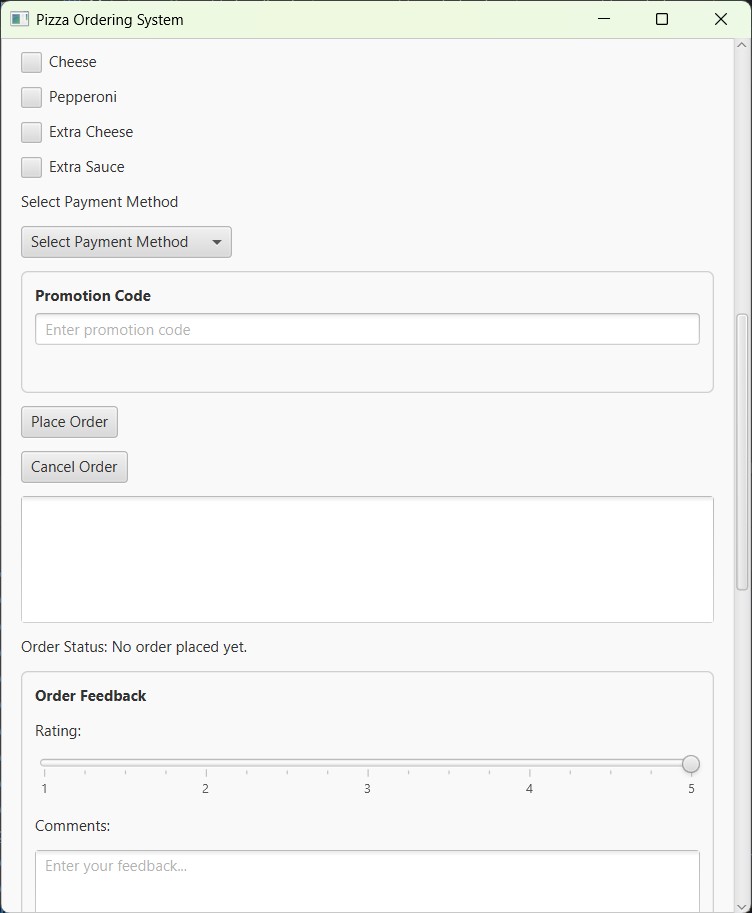 Pizza Ordering System
Cheese
Pepperoni
Extra Cheese
Extra Sauce
Select Payment Method
Select Payment Method
Promotion Code
Enter promotion code
Place Order
Cancel Order
Order Status: No order placed yet.
Order Feedback
Rating:
1 2 3 4 5
Comments:
Enter your feedback...